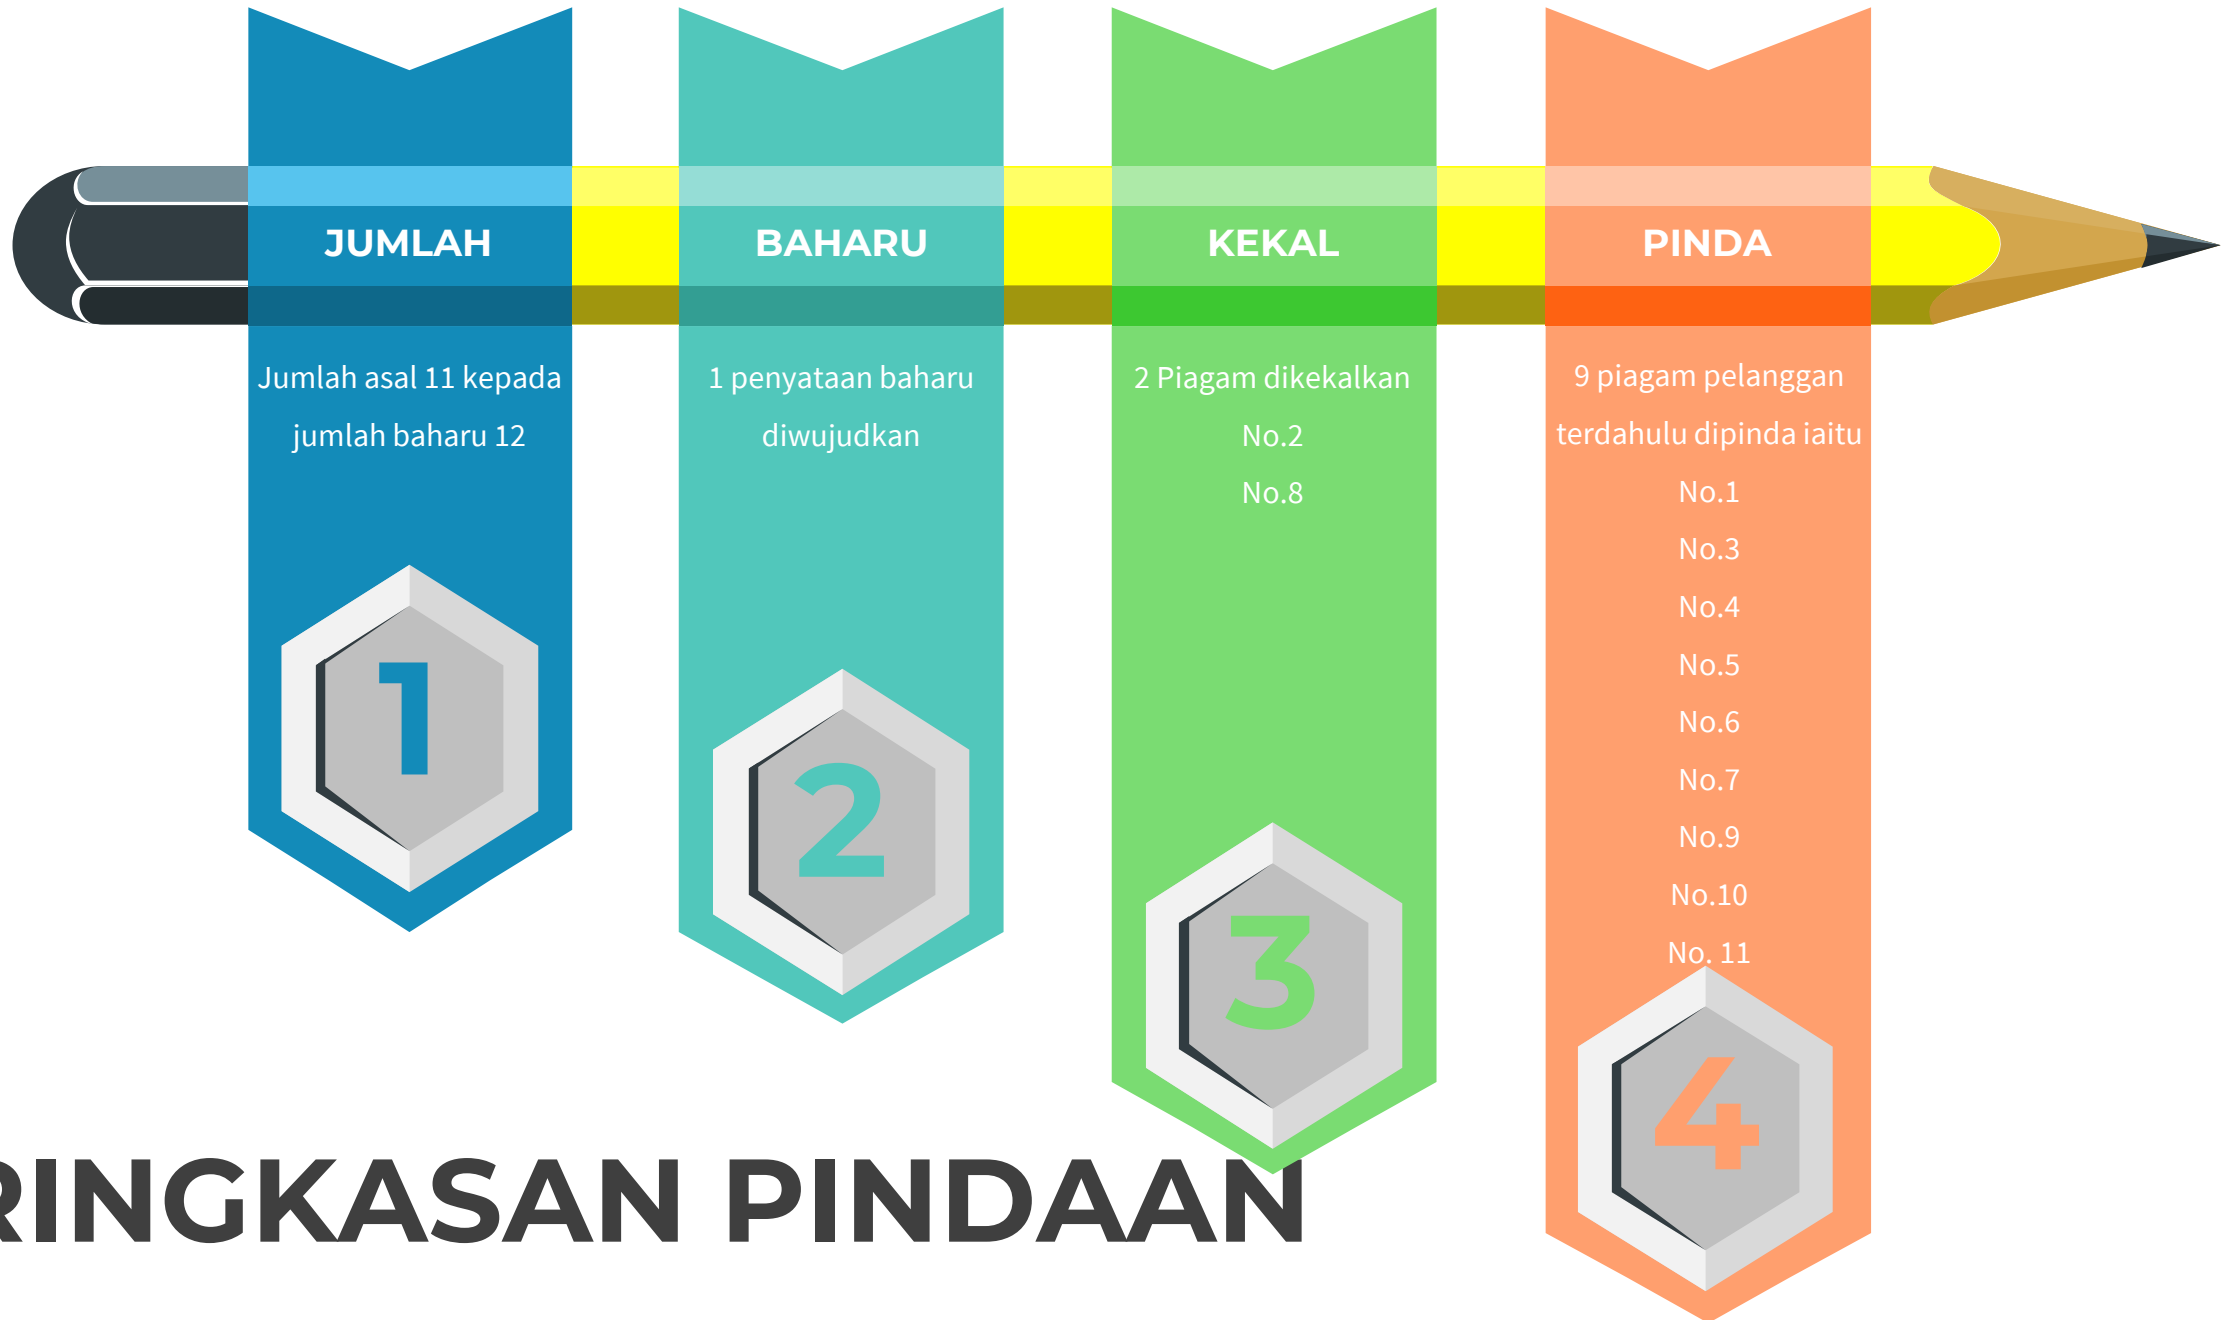 JUMLAH
Jumlah asal 11 kepada
jumlah baharu 12
1
BAHARU
1 penyataan baharu
diwujudkan
2
KEKAL
2 Piagam dikekalkan
No.2
No.8
3
PINDA
9 piagam pelanggan
terdahulu dipinda iaitu
No.1
No.3
No.4
No.5
No.6
No.7
No.9
No.10
No. 11
4
RINGKASAN PINDAAN